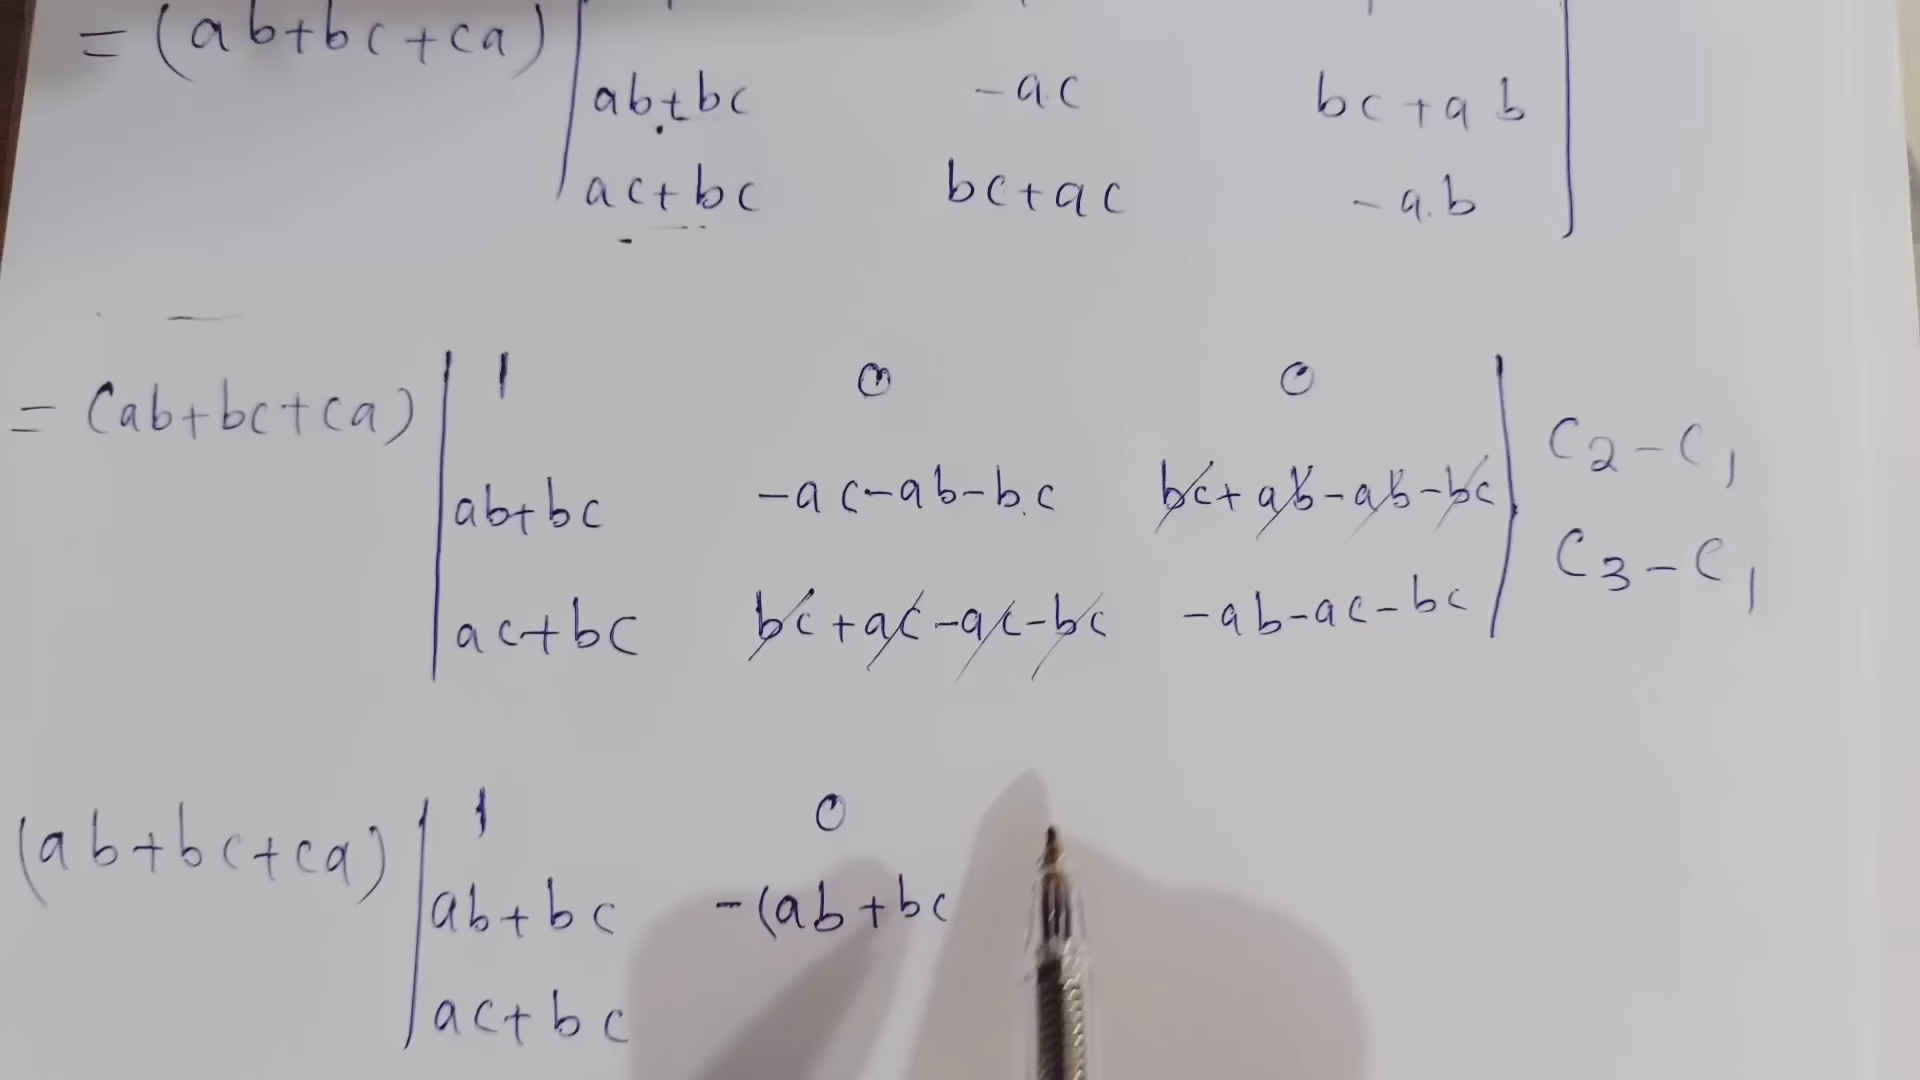 = (ab+bc+ca) |
ab+bc -ac bc+ab
ac+bc bc+ac -ab
= (ab+bc+ca) | 1 0 0 |
ab+bc -ac-ab-bc bc+ab-ab-bc C2-C1
ac+bc bc+ac-ac-bc -ab-ac-bc C3-C1
(ab+bc+ca) | 1 0
ab+bc -(ab+bc
ac+bc